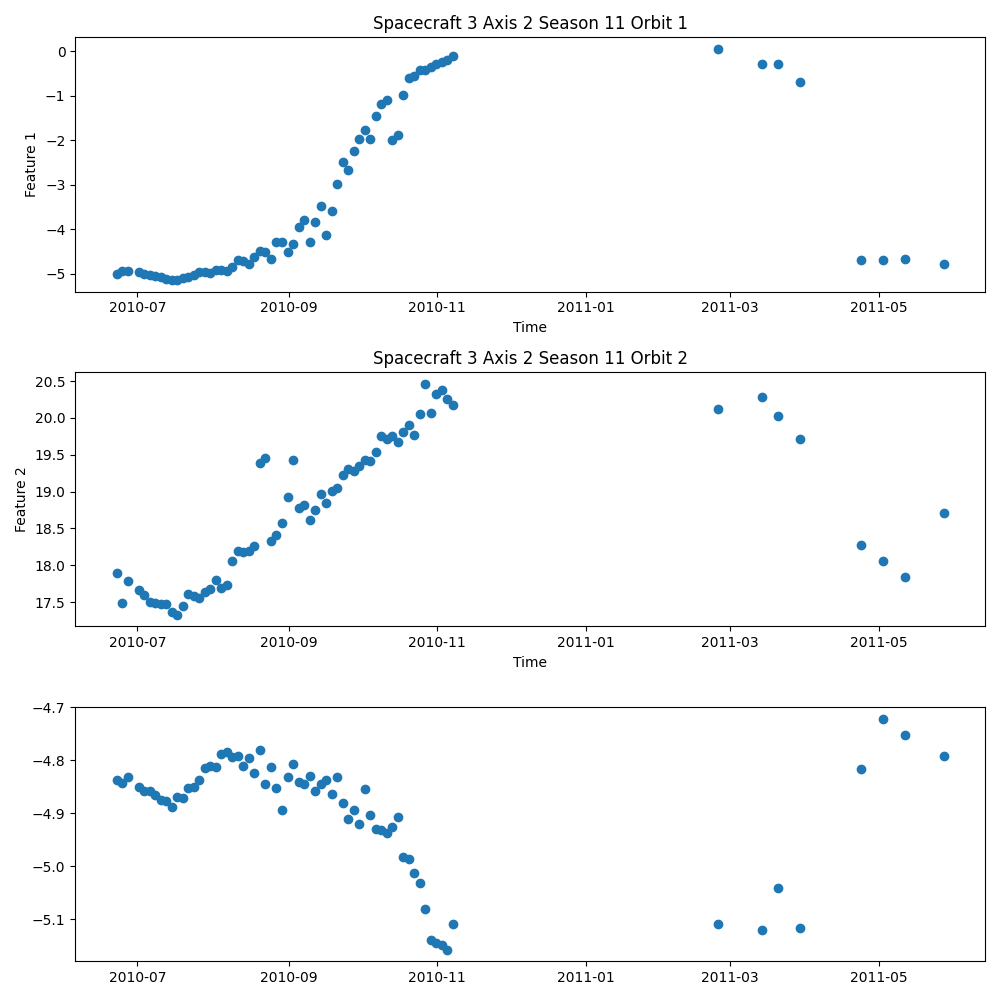 Spacecraft 3 Axis 2 Season 11 Orbit 1
0
−1
−2
−3
−4
−5
Feature 1
2010-07 2010-09 2010-11 2011-01 2011-03 2011-05
Time
Spacecraft 3 Axis 2 Season 11 Orbit 2
20.5
20.0
19.5
19.0
18.5
18.0
17.5
Feature 2
2010-07 2010-09 2010-11 2011-01 2011-03 2011-05
Time
−4.7
−4.8
−4.9
−5.0
−5.1
2010-07 2010-09 2010-11 2011-01 2011-03 2011-05